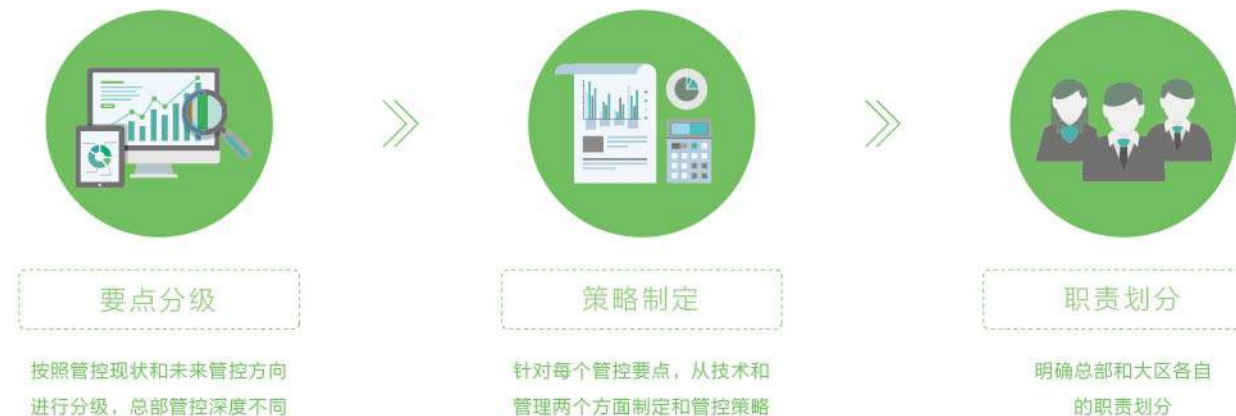 要点分级
按照管控现状和未来管控方向
进行分级，总部管控深度不同
策略制定
针对每个管控要点，从技术和
管理两个方面制定和管控策略
职责划分
明确总部和大区各自
的职责划分